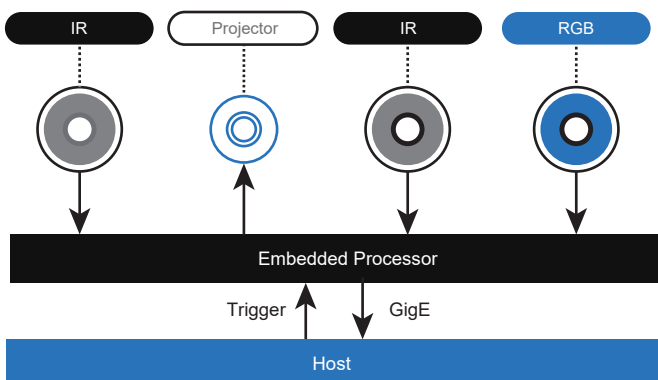 IR
Projector
IR
RGB
Embedded Processor
Trigger
GigE
Host